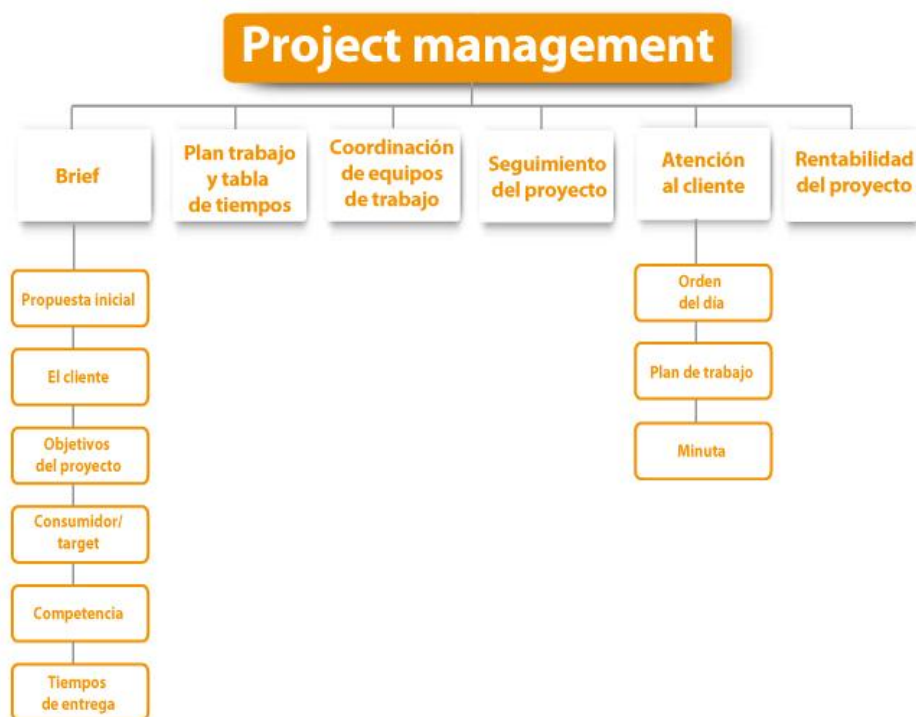 Project management
Brief
Plan trabajo
y tabla
de tiempos
Coordinación
de equipos
de trabajo
Seguimiento
del proyecto
Atención
al cliente
Rentabilidad
del proyecto
Propuesta inicial
El cliente
Objetivos
del proyecto
Consumidor/
target
Competencia
Tiempos
de entrega
Orden
del día
Plan de trabajo
Minuta